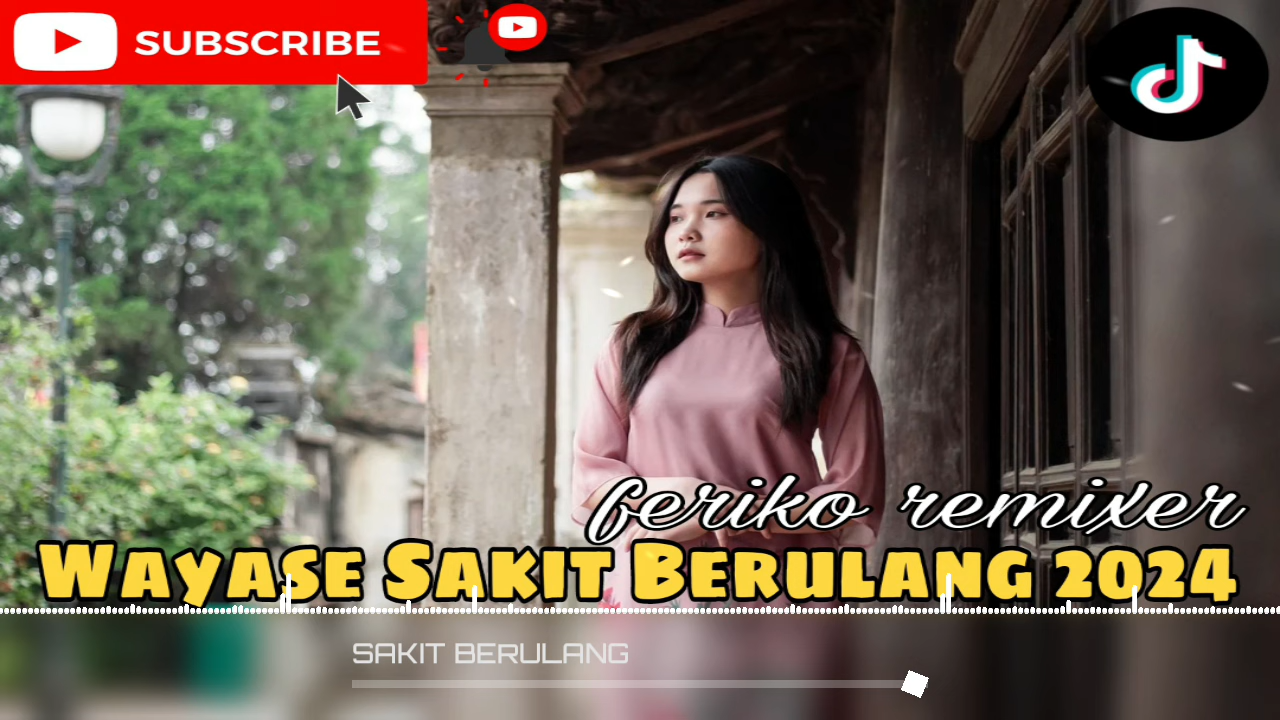 SUBSCRIBE
feriko remixer
WAYASE SAKIT BERULANG 2024
SAKIT BERULANG